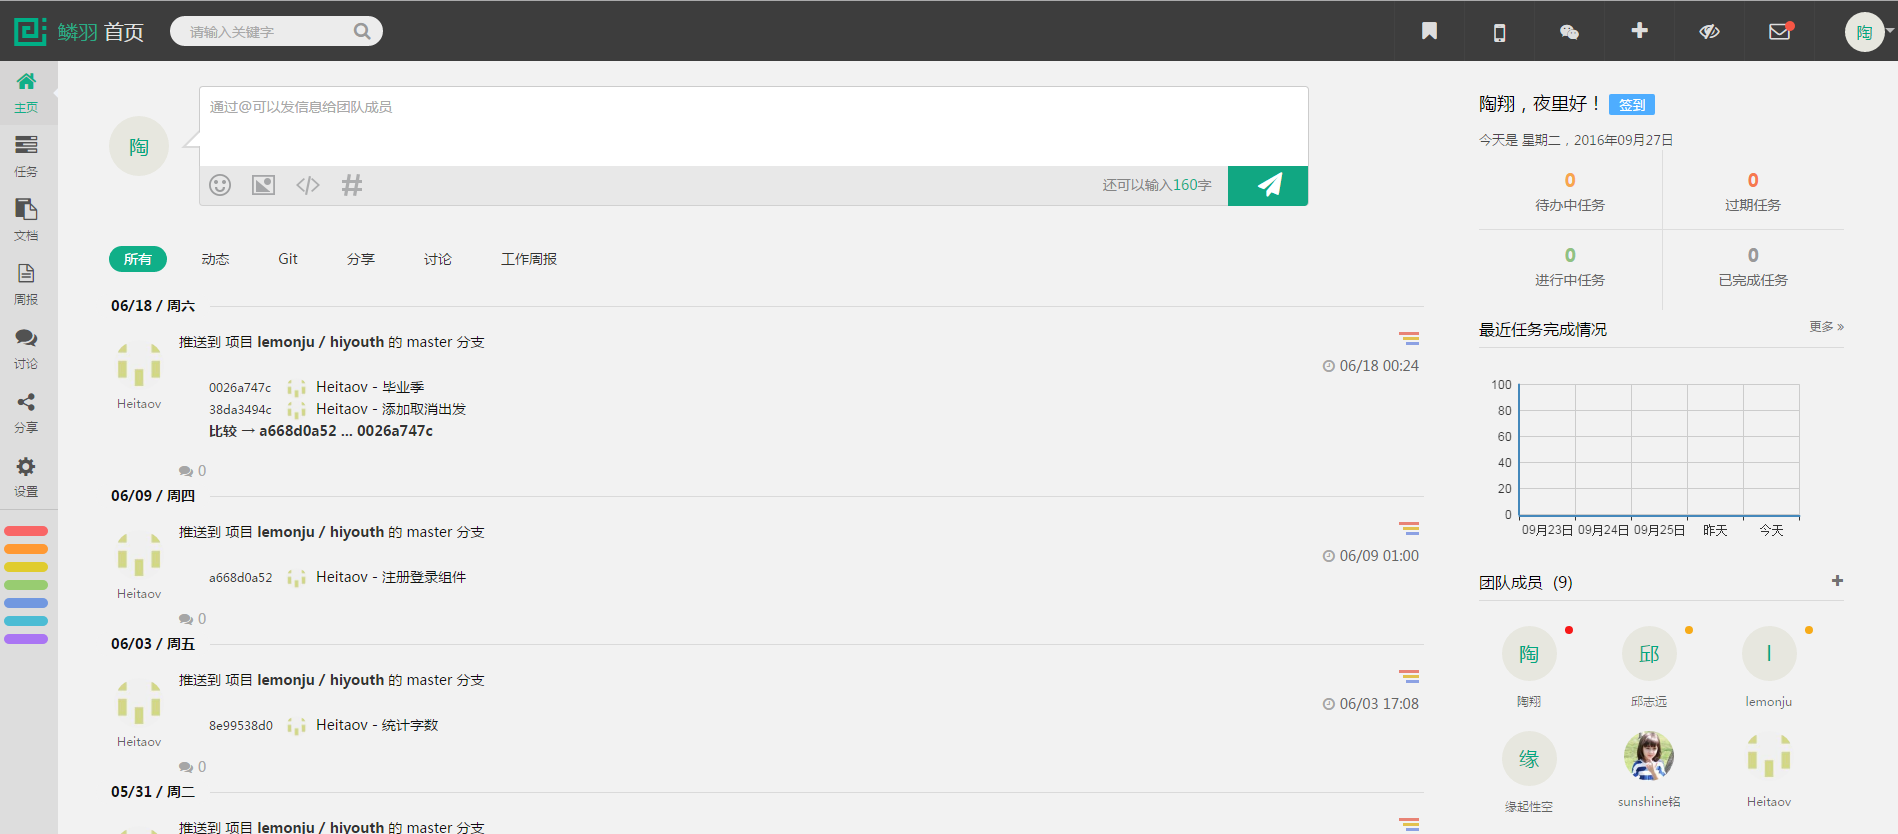 鳞羽 首页
请输入关键字
陶
主页
任务
文档
周报
讨论
分享
设置
陶
通过@可以发信息给团队成员
还可以输入160字
所有 动态 Git 分享 讨论 工作周报
06/18 / 周六
推送到 项目 lemonju / hiyouth 的 master 分支
06/18 00:24
Heitaov
0026a747c Heitaov - 毕业季
38da3494c Heitaov - 添加取消出发
比较 → a668d0a52 ... 0026a747c
0
06/09 / 周四
推送到 项目 lemonju / hiyouth 的 master 分支
06/09 01:00
Heitaov
a668d0a52 Heitaov - 注册登录组件
0
06/03 / 周五
推送到 项目 lemonju / hiyouth 的 master 分支
06/03 17:08
Heitaov
8e99538d0 Heitaov - 统计字数
0
05/31 / 周二
推送到 项目 lemonju / hiyouth 的 master 分支
陶翔，夜里好！ 签到
今天是 星期二，2016年09月27日
0 0
待办中任务 过期任务
0 0
进行中任务 已完成任务
最近任务完成情况 更多 »
100
80
60
40
20
0
09月23日 09月24日 09月25日 昨天 今天
团队成员 (9)
陶 邱 l
陶翔 邱志远 lemonju
缘
缘起性空 sunshine铭 Heitaov